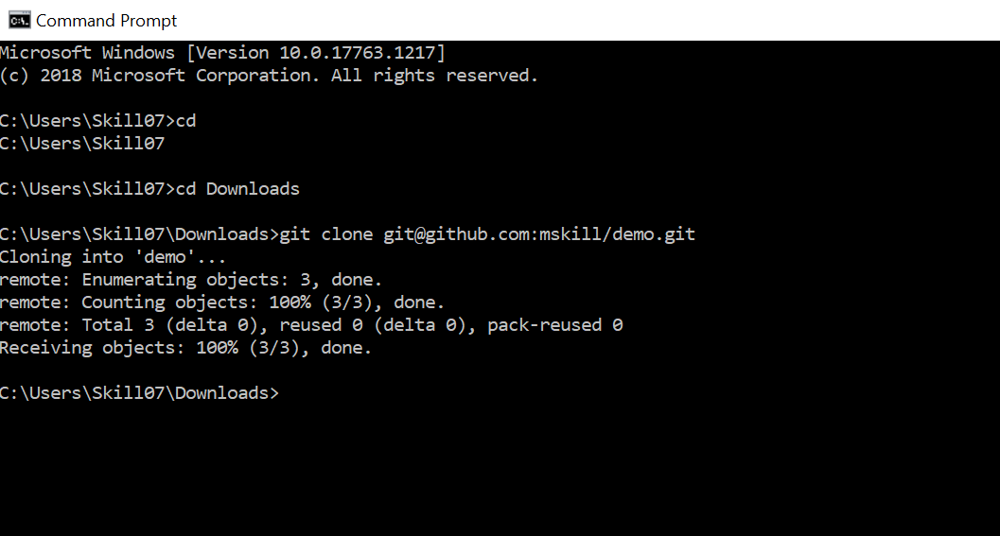 Command Prompt
Microsoft Windows [Version 10.0.17763.1217]
(c) 2018 Microsoft Corporation. All rights reserved.
C:\Users\Skill07>cd
C:\Users\Skill07
C:\Users\Skill07>cd Downloads
C:\Users\Skill07\Downloads>git clone git@github.com:mskill/demo.git
Cloning into 'demo'...
remote: Enumerating objects: 3, done.
remote: Counting objects: 100% (3/3), done.
remote: Total 3 (delta 0), reused 0 (delta 0), pack-reused 0
Receiving objects: 100% (3/3), done.
C:\Users\Skill07\Downloads>